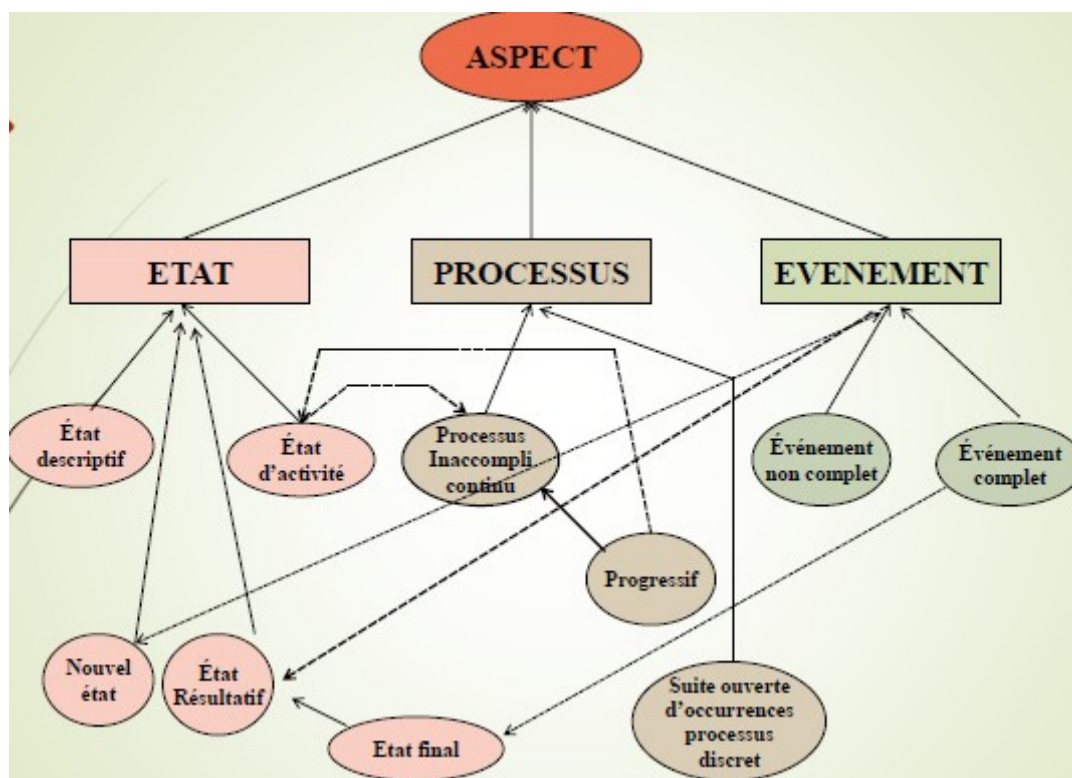 ASPECT
ETAT
PROCESSUS
EVENEMENT
État
descriptif
État
d’activité
Processus
Inaccompli
continu
Événement
non complet
Événement
complet
Progressif
Nouvel
état
État
Résultatif
Etat final
Suite ouverte
d’occurrences
processus
discret